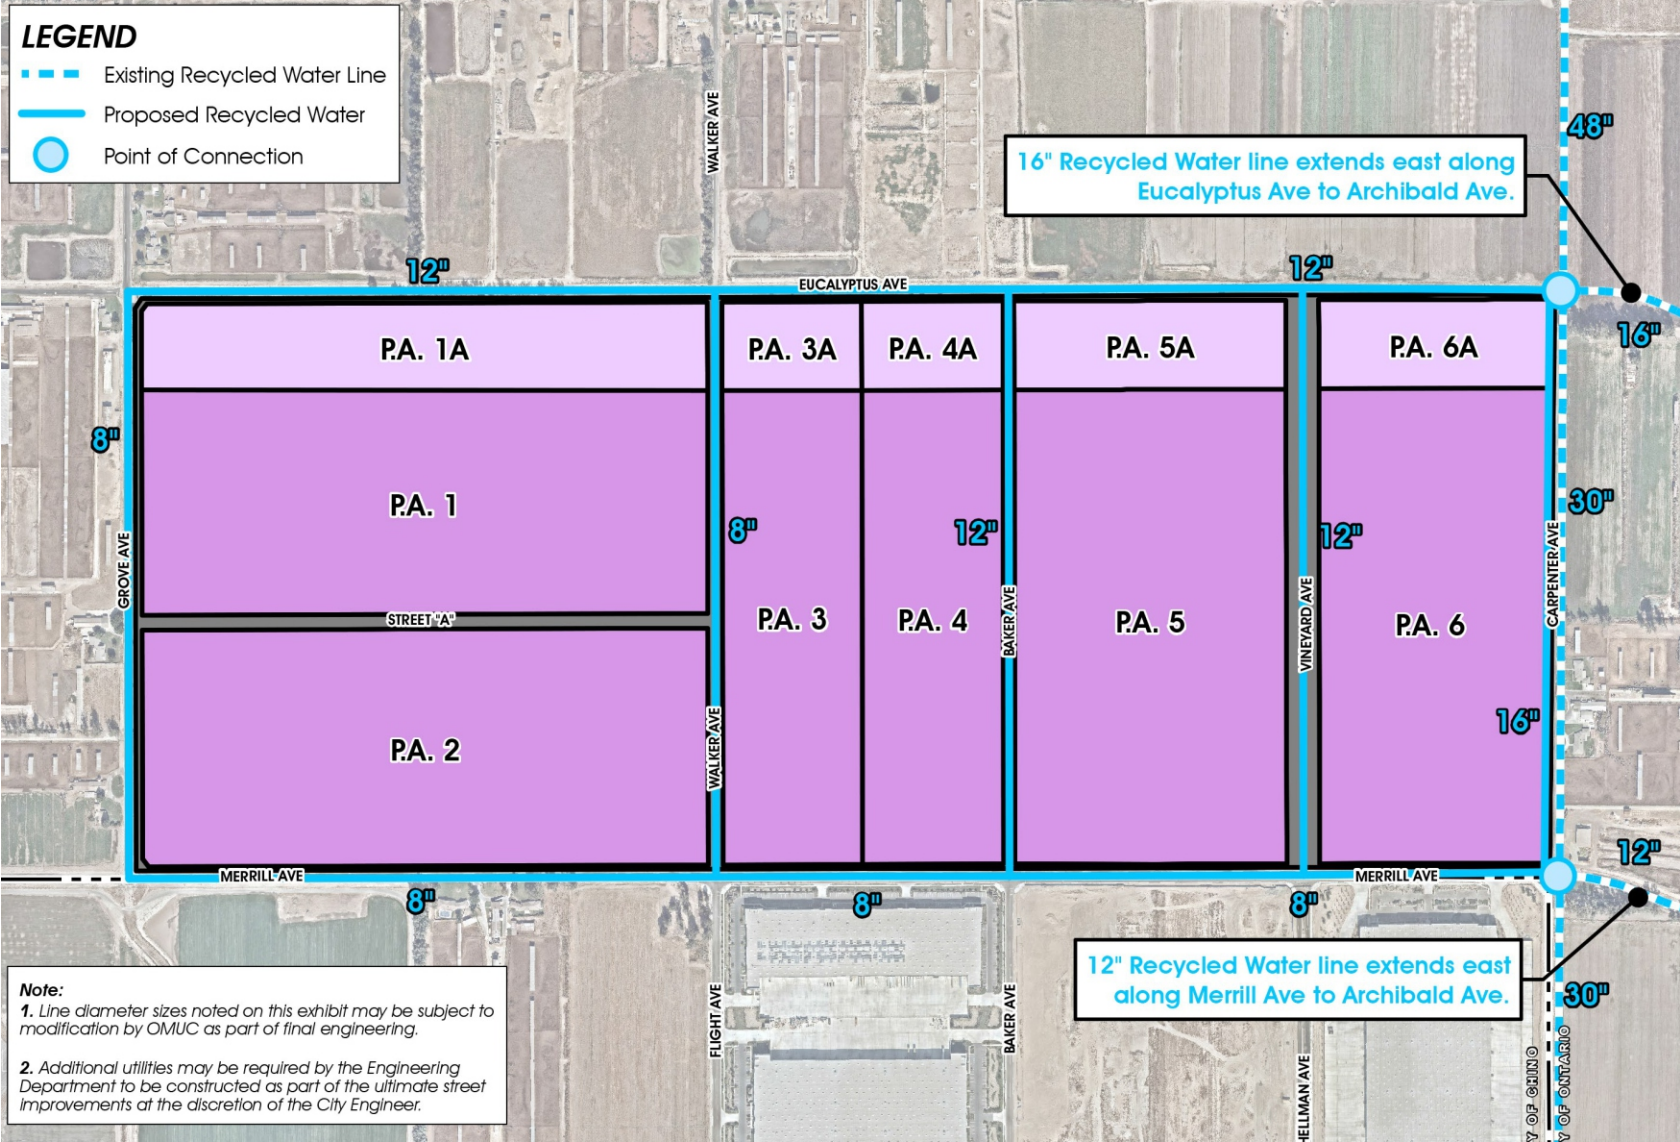 LEGEND
Existing Recycled Water Line
Proposed Recycled Water
Point of Connection
WALKER AVE
48"
16" Recycled Water line extends east along
Eucalyptus Ave to Archibald Ave.
12"
EUCALYPTUS AVE
12"
16"
P.A. 1A
P.A. 3A
P.A. 4A
P.A. 5A
P.A. 6A
8"
P.A. 1
8"
12"
12"
30"
GROVE AVE
STREET "A"
P.A. 3
P.A. 4
BAKER AVE
P.A. 5
VINEYARD AVE
P.A. 6
CARPENTER AVE
P.A. 2
WALKER AVE
16"
MERRILL AVE
MERRILL AVE
12"
8"
8"
8"
12" Recycled Water line extends east
along Merrill Ave to Archibald Ave.
30"
Note:
1. Line diameter sizes noted on this exhibit may be subject to
modification by OMUC as part of final engineering.
2. Additional utilities may be required by the Engineering
Department to be constructed as part of the ultimate street
improvements at the discretion of the City Engineer.
FLIGHT AVE
BAKER AVE
HELLMAN AVE
Y OF CHINO
Y OF ONTARIO